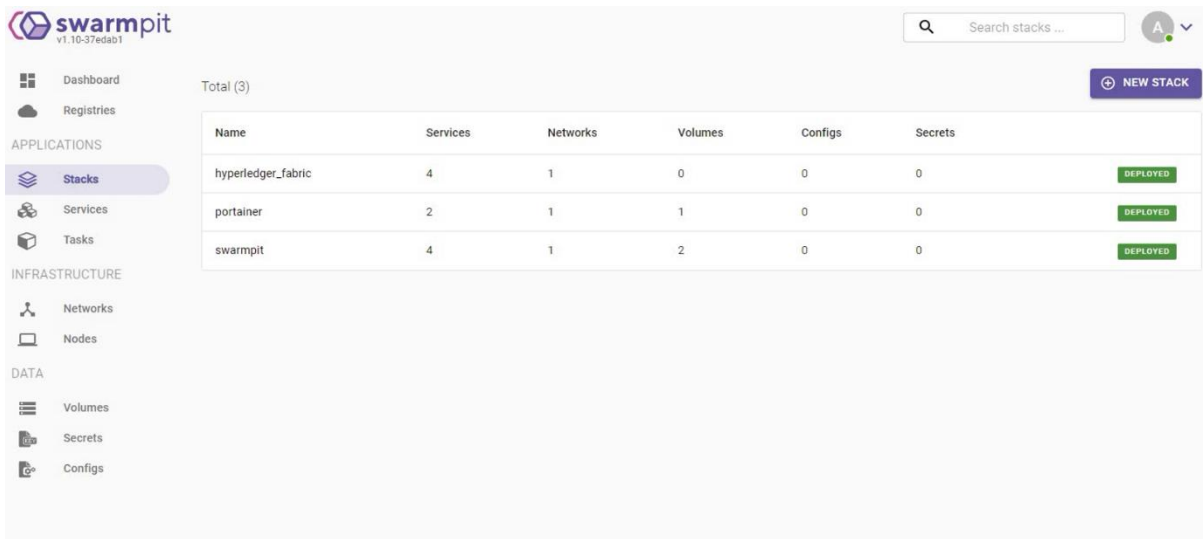 swarmpit
v1.10-37edab1
Search stacks ...
A
Dashboard
Registries
APPLICATIONS
Stacks
Services
Tasks
INFRASTRUCTURE
Networks
Nodes
DATA
Volumes
Secrets
Configs
Total (3)
NEW STACK
Name Services Networks Volumes Configs Secrets
hyperledger_fabric 4 1 0 0 0 DEPLOYED
portainer 2 1 1 0 0 DEPLOYED
swarmpit 4 1 2 0 0 DEPLOYED